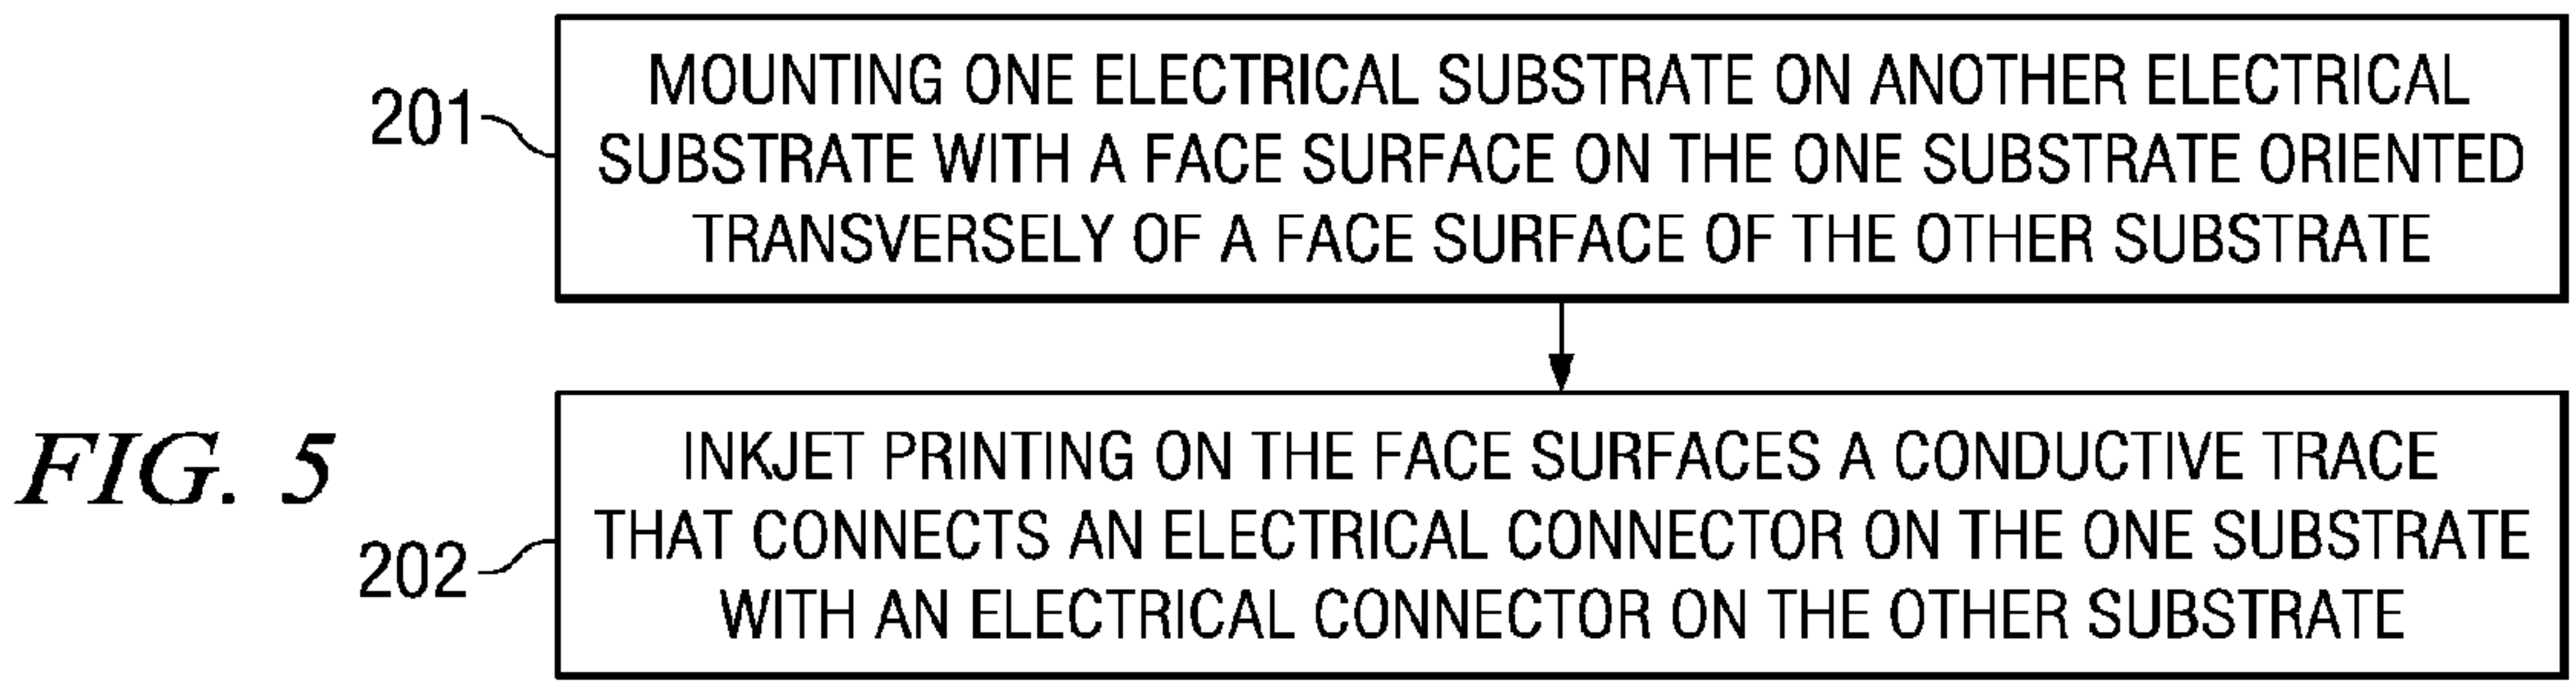 201
MOUNTING ONE ELECTRICAL SUBSTRATE ON ANOTHER ELECTRICAL
SUBSTRATE WITH A FACE SURFACE ON THE ONE SUBSTRATE ORIENTED
TRANSVERSELY OF A FACE SURFACE OF THE OTHER SUBSTRATE
FIG. 5
202
INKJET PRINTING ON THE FACE SURFACES A CONDUCTIVE TRACE
THAT CONNECTS AN ELECTRICAL CONNECTOR ON THE ONE SUBSTRATE
WITH AN ELECTRICAL CONNECTOR ON THE OTHER SUBSTRATE